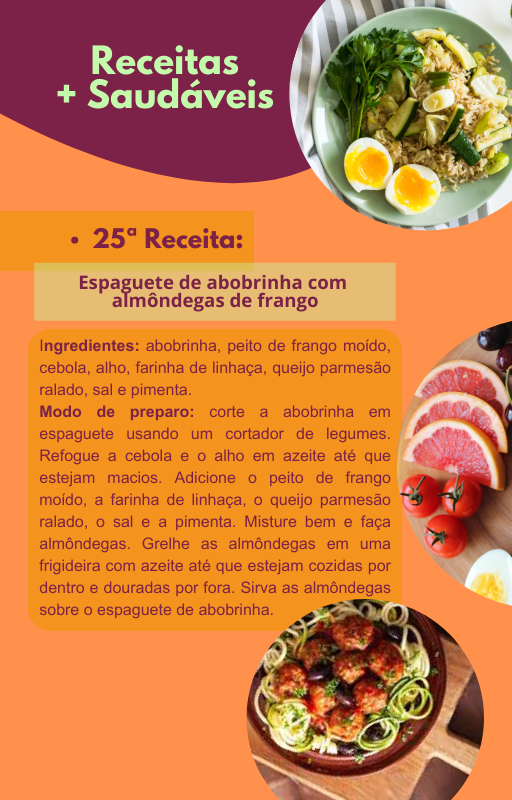 Receitas
+ Saudáveis
• 25ª Receita:
Espaguete de abobrinha com
almôndegas de frango
Ingredientes: abobrinha, peito de frango moído,
cebola, alho, farinha de linhaça, queijo parmesão
ralado, sal e pimenta.
Modo de preparo: corte a abobrinha em
espaguete usando um cortador de legumes.
Refogue a cebola e o alho em azeite até que
estejam macios. Adicione o peito de frango
moído, a farinha de linhaça, o queijo parmesão
ralado, o sal e a pimenta. Misture bem e faça
almôndegas. Grelhe as almôndegas em uma
frigideira com azeite até que estejam cozidas por
dentro e douradas por fora. Sirva as almôndegas
sobre o espaguete de abobrinha.